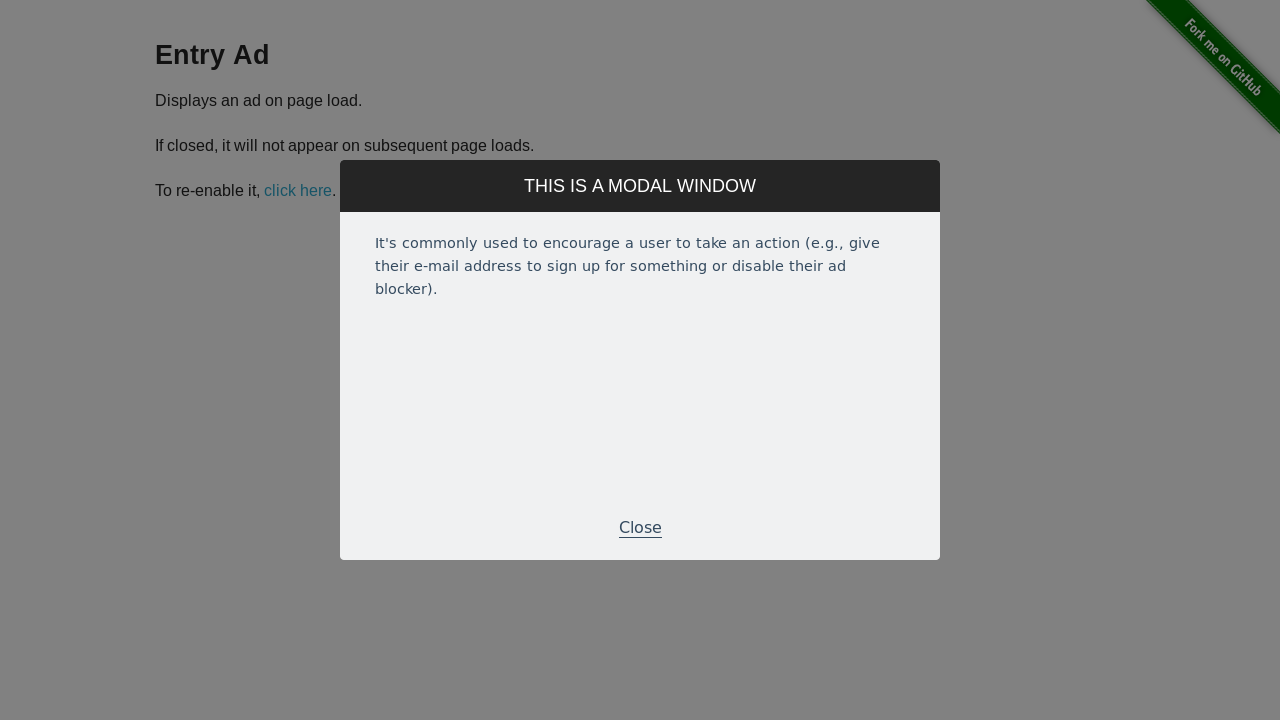 Entry Ad
Displays an ad on page load.
If closed, it will not appear on subsequent page loads.
To re-enable it, click here.
Fork me on GitHub
THIS IS A MODAL WINDOW
It's commonly used to encourage a user to take an action (e.g., give
their e-mail address to sign up for something or disable their ad
blocker).
Close